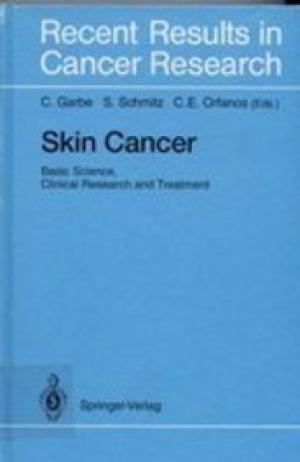 Recent Results in
Cancer Research
C. Garbe S. Schmitz C. E. Orfanos (Eds.)
Skin Cancer
Basic Science,
Clinical Research and Treatment
Springer-Verlag